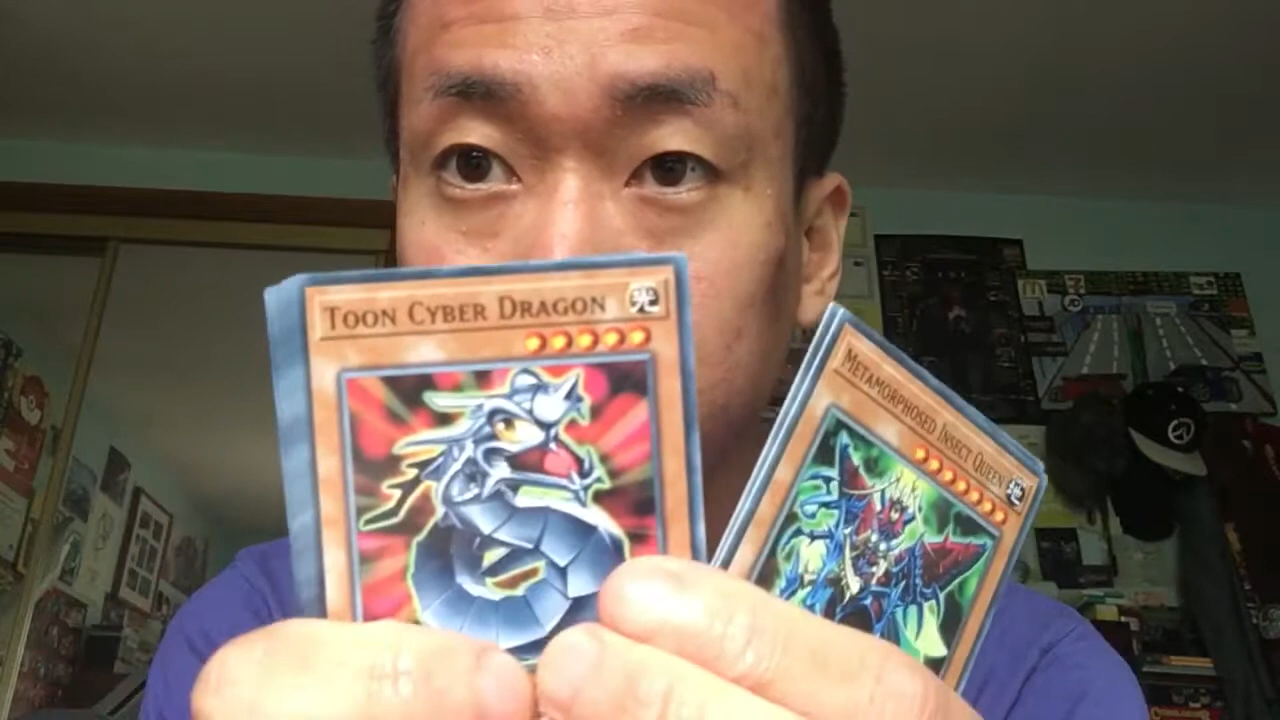 TOON CYBER DRAGON 光
METAMORPHOSED INSECT QUEEN 地